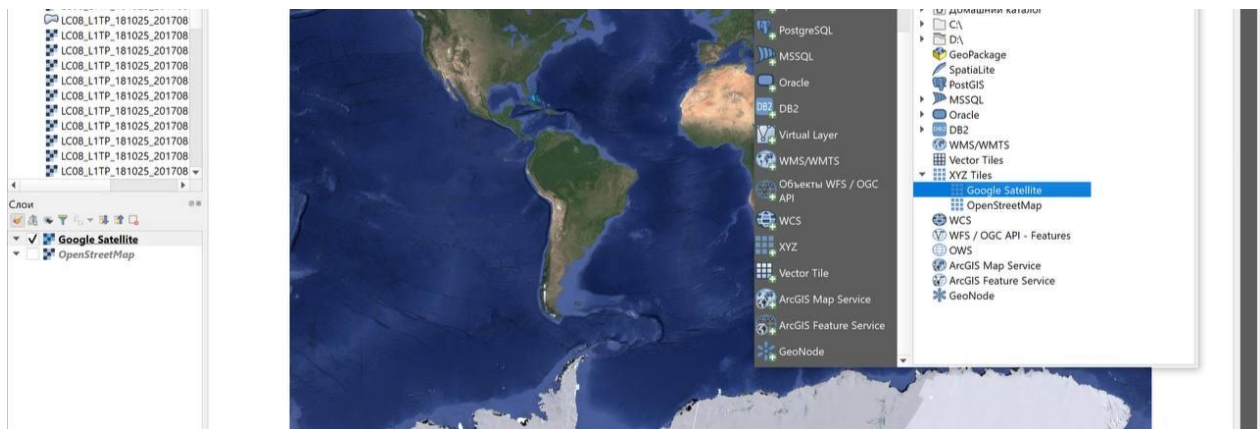 LC08_L1TP_181025_201708
LC08_L1TP_181025_201708
LC08_L1TP_181025_201708
LC08_L1TP_181025_201708
LC08_L1TP_181025_201708
LC08_L1TP_181025_201708
LC08_L1TP_181025_201708
LC08_L1TP_181025_201708
LC08_L1TP_181025_201708
LC08_L1TP_181025_201708
LC08_L1TP_181025_201708
Слои
Google Satellite
OpenStreetMap
PostgreSQL
MSSQL
Oracle
DB2
DB2
Virtual Layer
WMS/WMTS
Объекты WFS / OGC
API
WCS
XYZ
Vector Tile
ArcGIS Map Service
ArcGIS Feature Service
GeoNode
Домашний каталог
C:\
D:\
GeoPackage
SpatiaLite
PostGIS
MSSQL
Oracle
DB2
DB2
WMS/WMTS
Vector Tiles
XYZ Tiles
Google Satellite
OpenStreetMap
WCS
WFS / OGC API - Features
OWS
ArcGIS Map Service
ArcGIS Feature Service
GeoNode